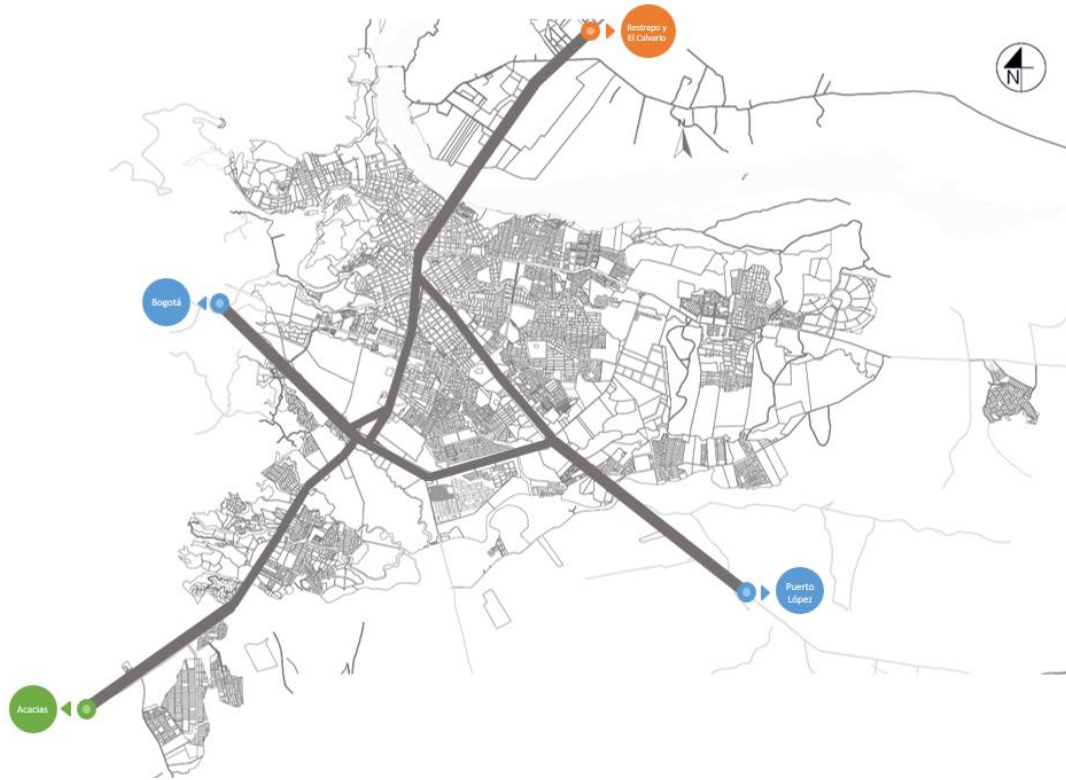 Restrepo y
El Calvario
N
N
Bogotá
Puerto
López
Acacias